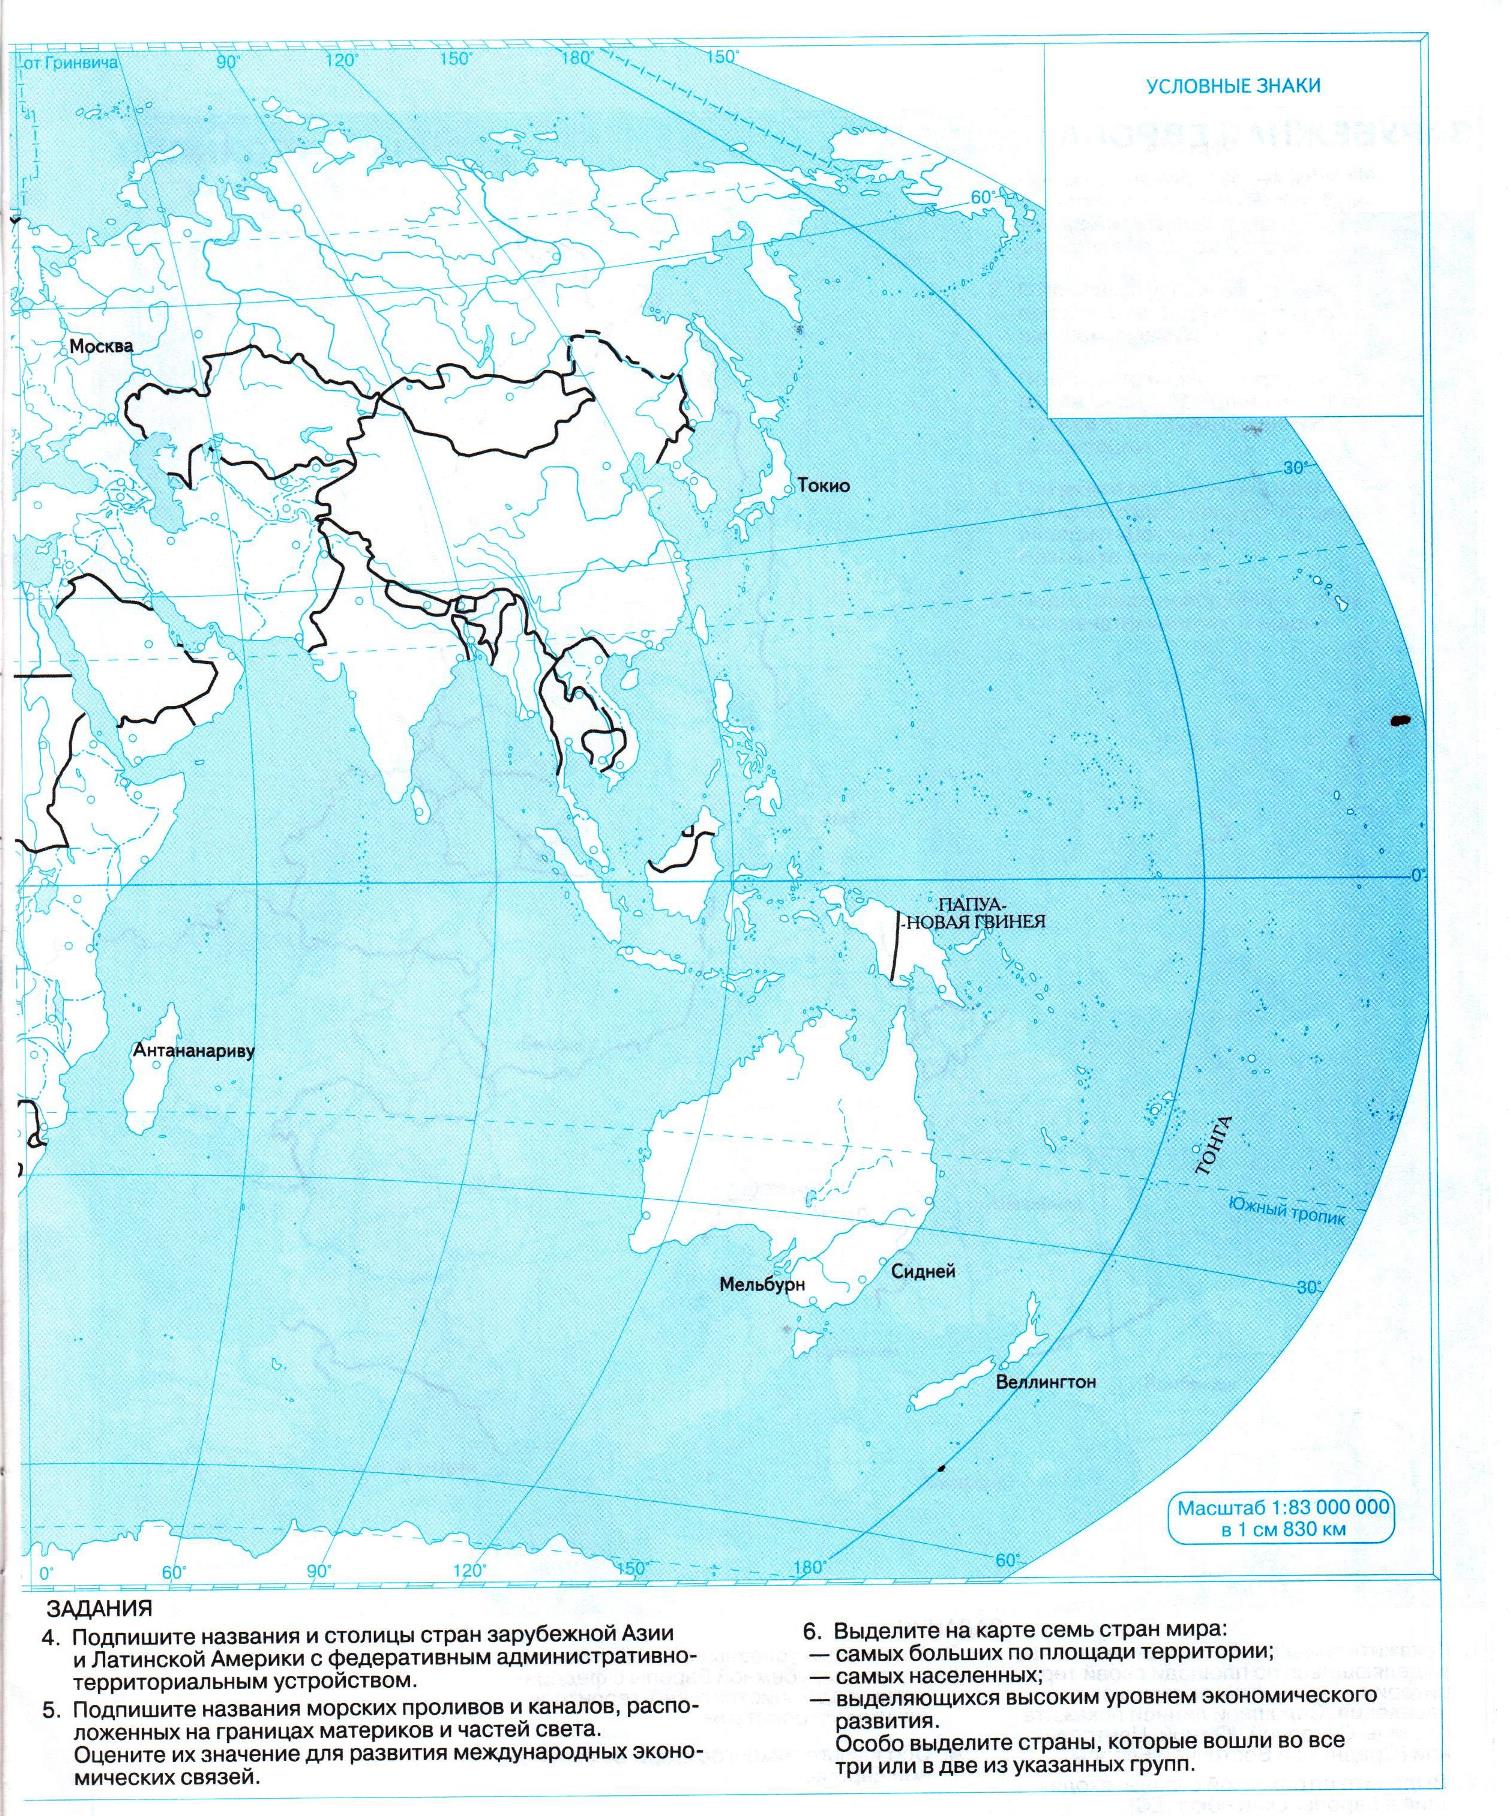 от Гринвича
90°
120°
150°
180°
150°
УСЛОВНЫЕ ЗНАКИ
60°
Москва
30°
Токио
0°
ПАПУА-
-НОВАЯ ГВИНЕЯ
Антананариву
ТОНГА
Южный тропик
Сидней
Мельбурн
30°
Веллингтон
Масштаб 1:83 000 000
в 1 см 830 км
0°
60°
90°
120°
150°
180°
60°
ЗАДАНИЯ
4. Подпишите названия и столицы стран зарубежной Азии
и Латинской Америки с федеративным административно-
территориальным устройством.
5. Подпишите названия морских проливов и каналов, распо-
ложенных на границах материков и частей света.
Оцените их значение для развития международных эконо-
мических связей.
6. Выделите на карте семь стран мира:
— самых больших по площади территории;
— самых населенных;
— выделяющихся высоким уровнем экономического
развития.
Особо выделите страны, которые вошли во все
три или в две из указанных групп.